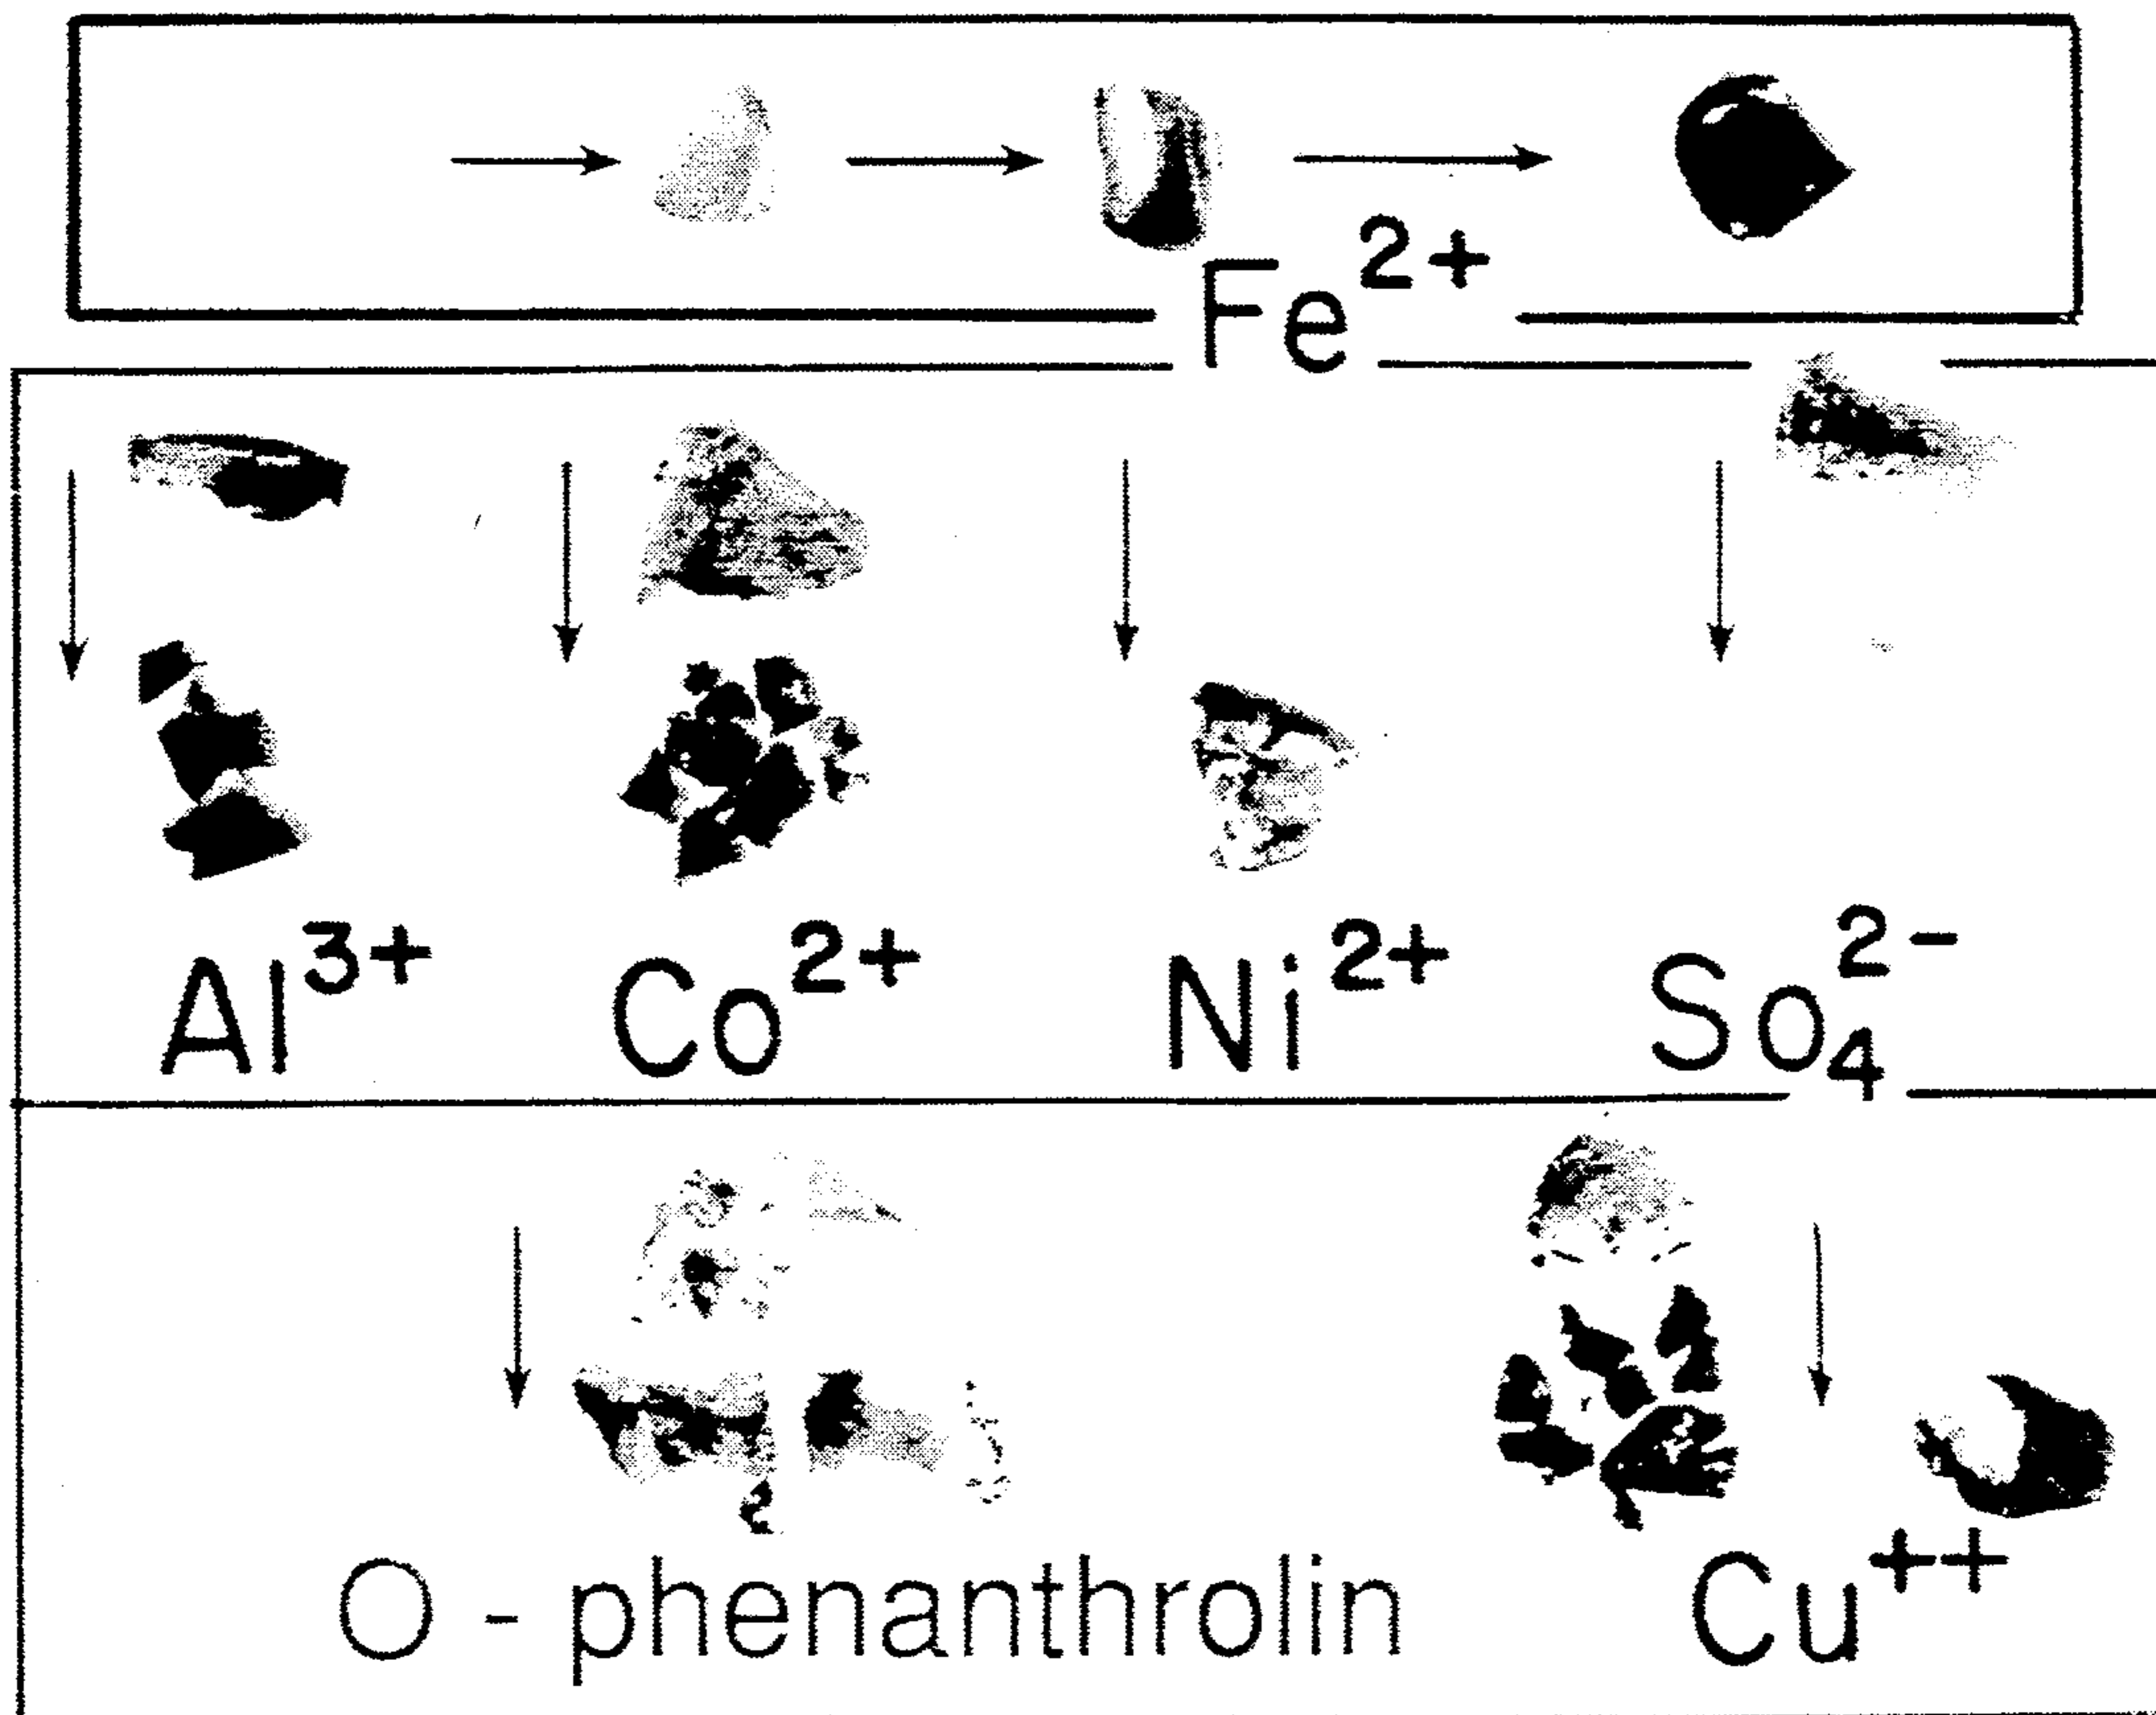 Fe²⁺
Al³⁺ Co²⁺ Ni²⁺ So₄²⁻
O - phenanthrolin Cu⁺⁺